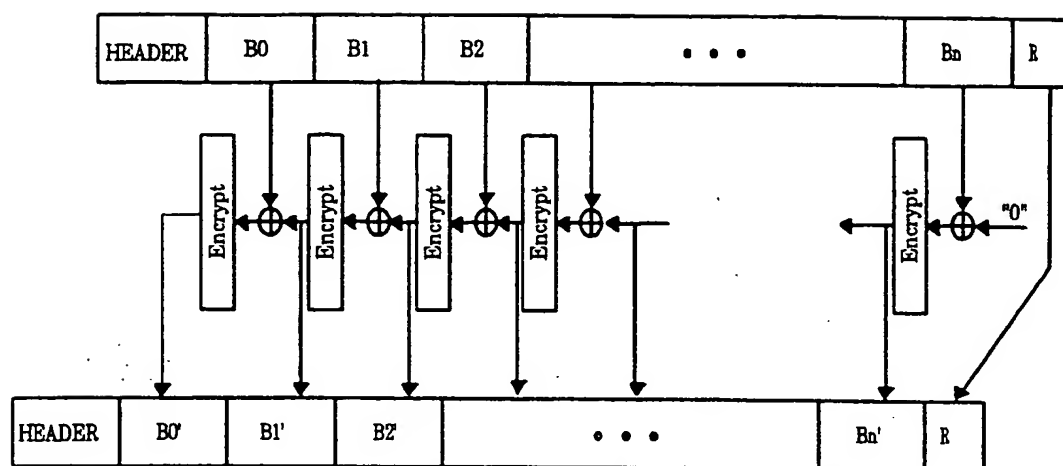 HEADER B0 B1 B2 • • • Bn R
Encrypt Encrypt Encrypt Encrypt Encrypt
"0"
HEADER B0' B1' B2' • • • Bn' R